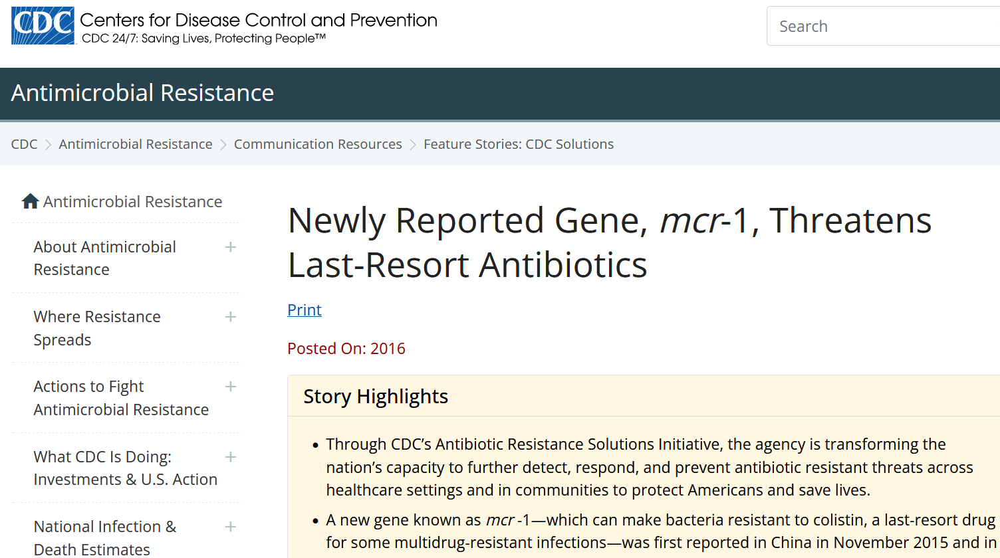 CDC Centers for Disease Control and Prevention
CDC 24/7: Saving Lives, Protecting People™
Search
Antimicrobial Resistance
CDC > Antimicrobial Resistance > Communication Resources > Feature Stories: CDC Solutions
Antimicrobial Resistance
About Antimicrobial +
Resistance
Where Resistance +
Spreads
Actions to Fight +
Antimicrobial Resistance
What CDC Is Doing: +
Investments & U.S. Action
National Infection & +
Death Estimates
Newly Reported Gene, mcr-1, Threatens
Last-Resort Antibiotics
Print
Posted On: 2016
Story Highlights
• Through CDC’s Antibiotic Resistance Solutions Initiative, the agency is transforming the
nation’s capacity to further detect, respond, and prevent antibiotic resistant threats across
healthcare settings and in communities to protect Americans and save lives.
• A new gene known as mcr -1—which can make bacteria resistant to colistin, a last-resort drug
for some multidrug-resistant infections—was first reported in China in November 2015 and in